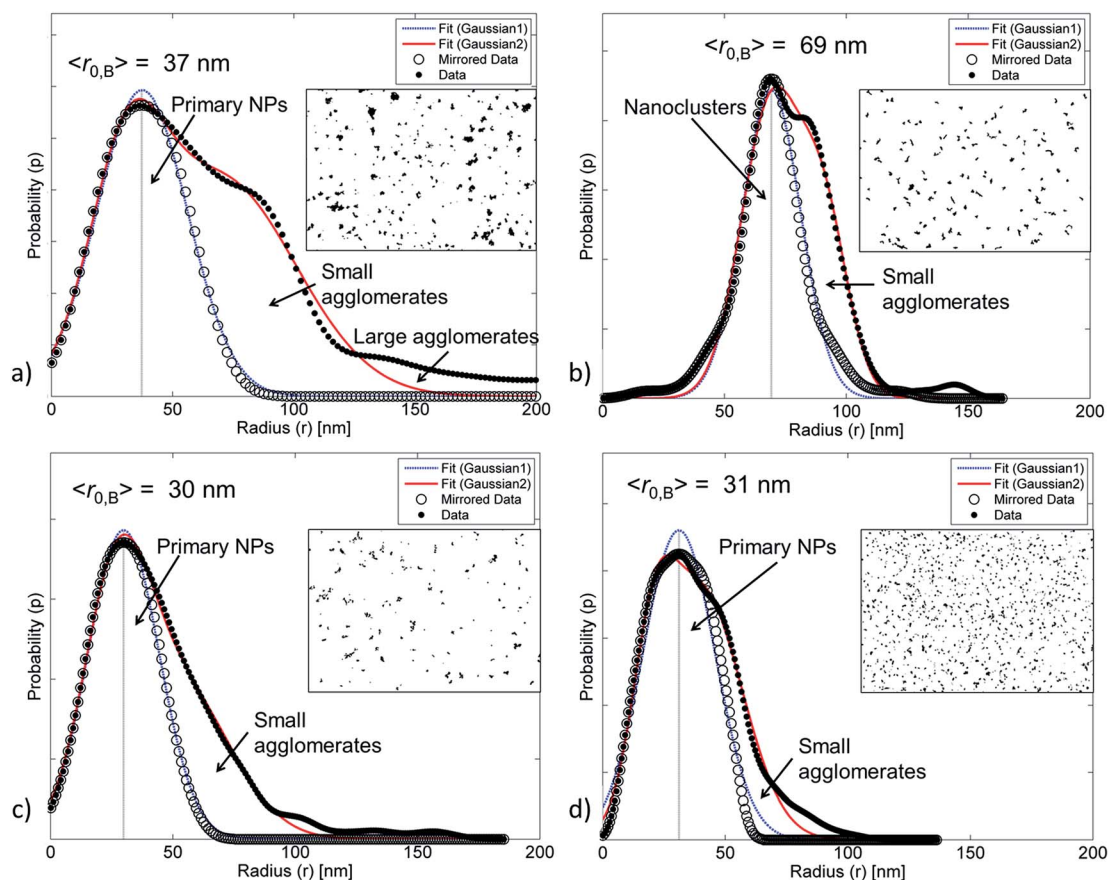 Fit (Gaussian1)
Fit (Gaussian2)
Mirrored Data
Data
<r0,B> = 37 nm
Primary NPs
Small
agglomerates
Large agglomerates
Probability (p)
a)
0 50 100 150 200
Radius (r) [nm]
Fit (Gaussian1)
Fit (Gaussian2)
Mirrored Data
Data
<r0,B> = 69 nm
Nanoclusters
Small
agglomerates
Probability (p)
b)
0 50 100 150 200
Radius (r) [nm]
Fit (Gaussian1)
Fit (Gaussian2)
Mirrored Data
Data
<r0,B> = 30 nm
Primary NPs
Small
agglomerates
Probability (p)
c)
0 50 100 150 200
Radius (r) [nm]
Fit (Gaussian1)
Fit (Gaussian2)
Mirrored Data
Data
<r0,B> = 31 nm
Primary NPs
Small
agglomerates
Probability (p)
d)
0 50 100 150 200
Radius (r) [nm]